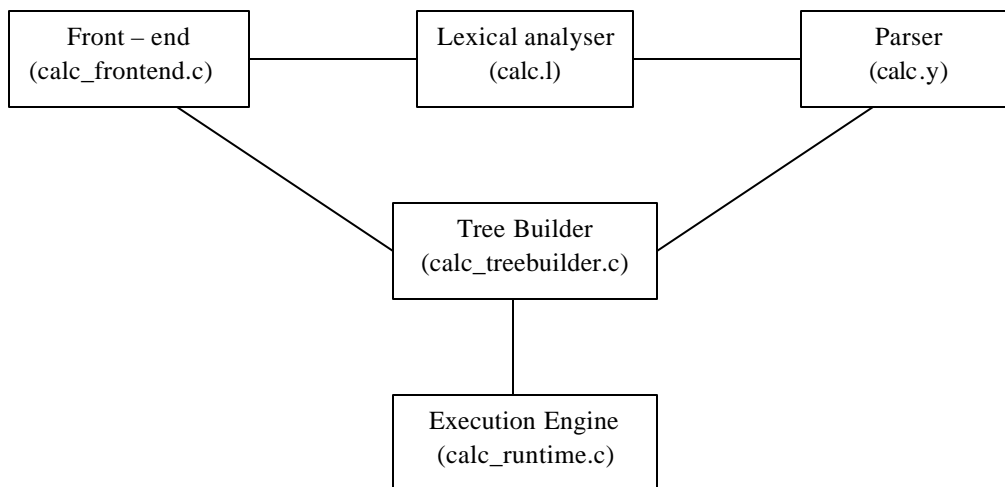 Front – end
(calc_frontend.c)
Lexical analyser
(calc.l)
Parser
(calc.y)
Tree Builder
(calc_treebuilder.c)
Execution Engine
(calc_runtime.c)